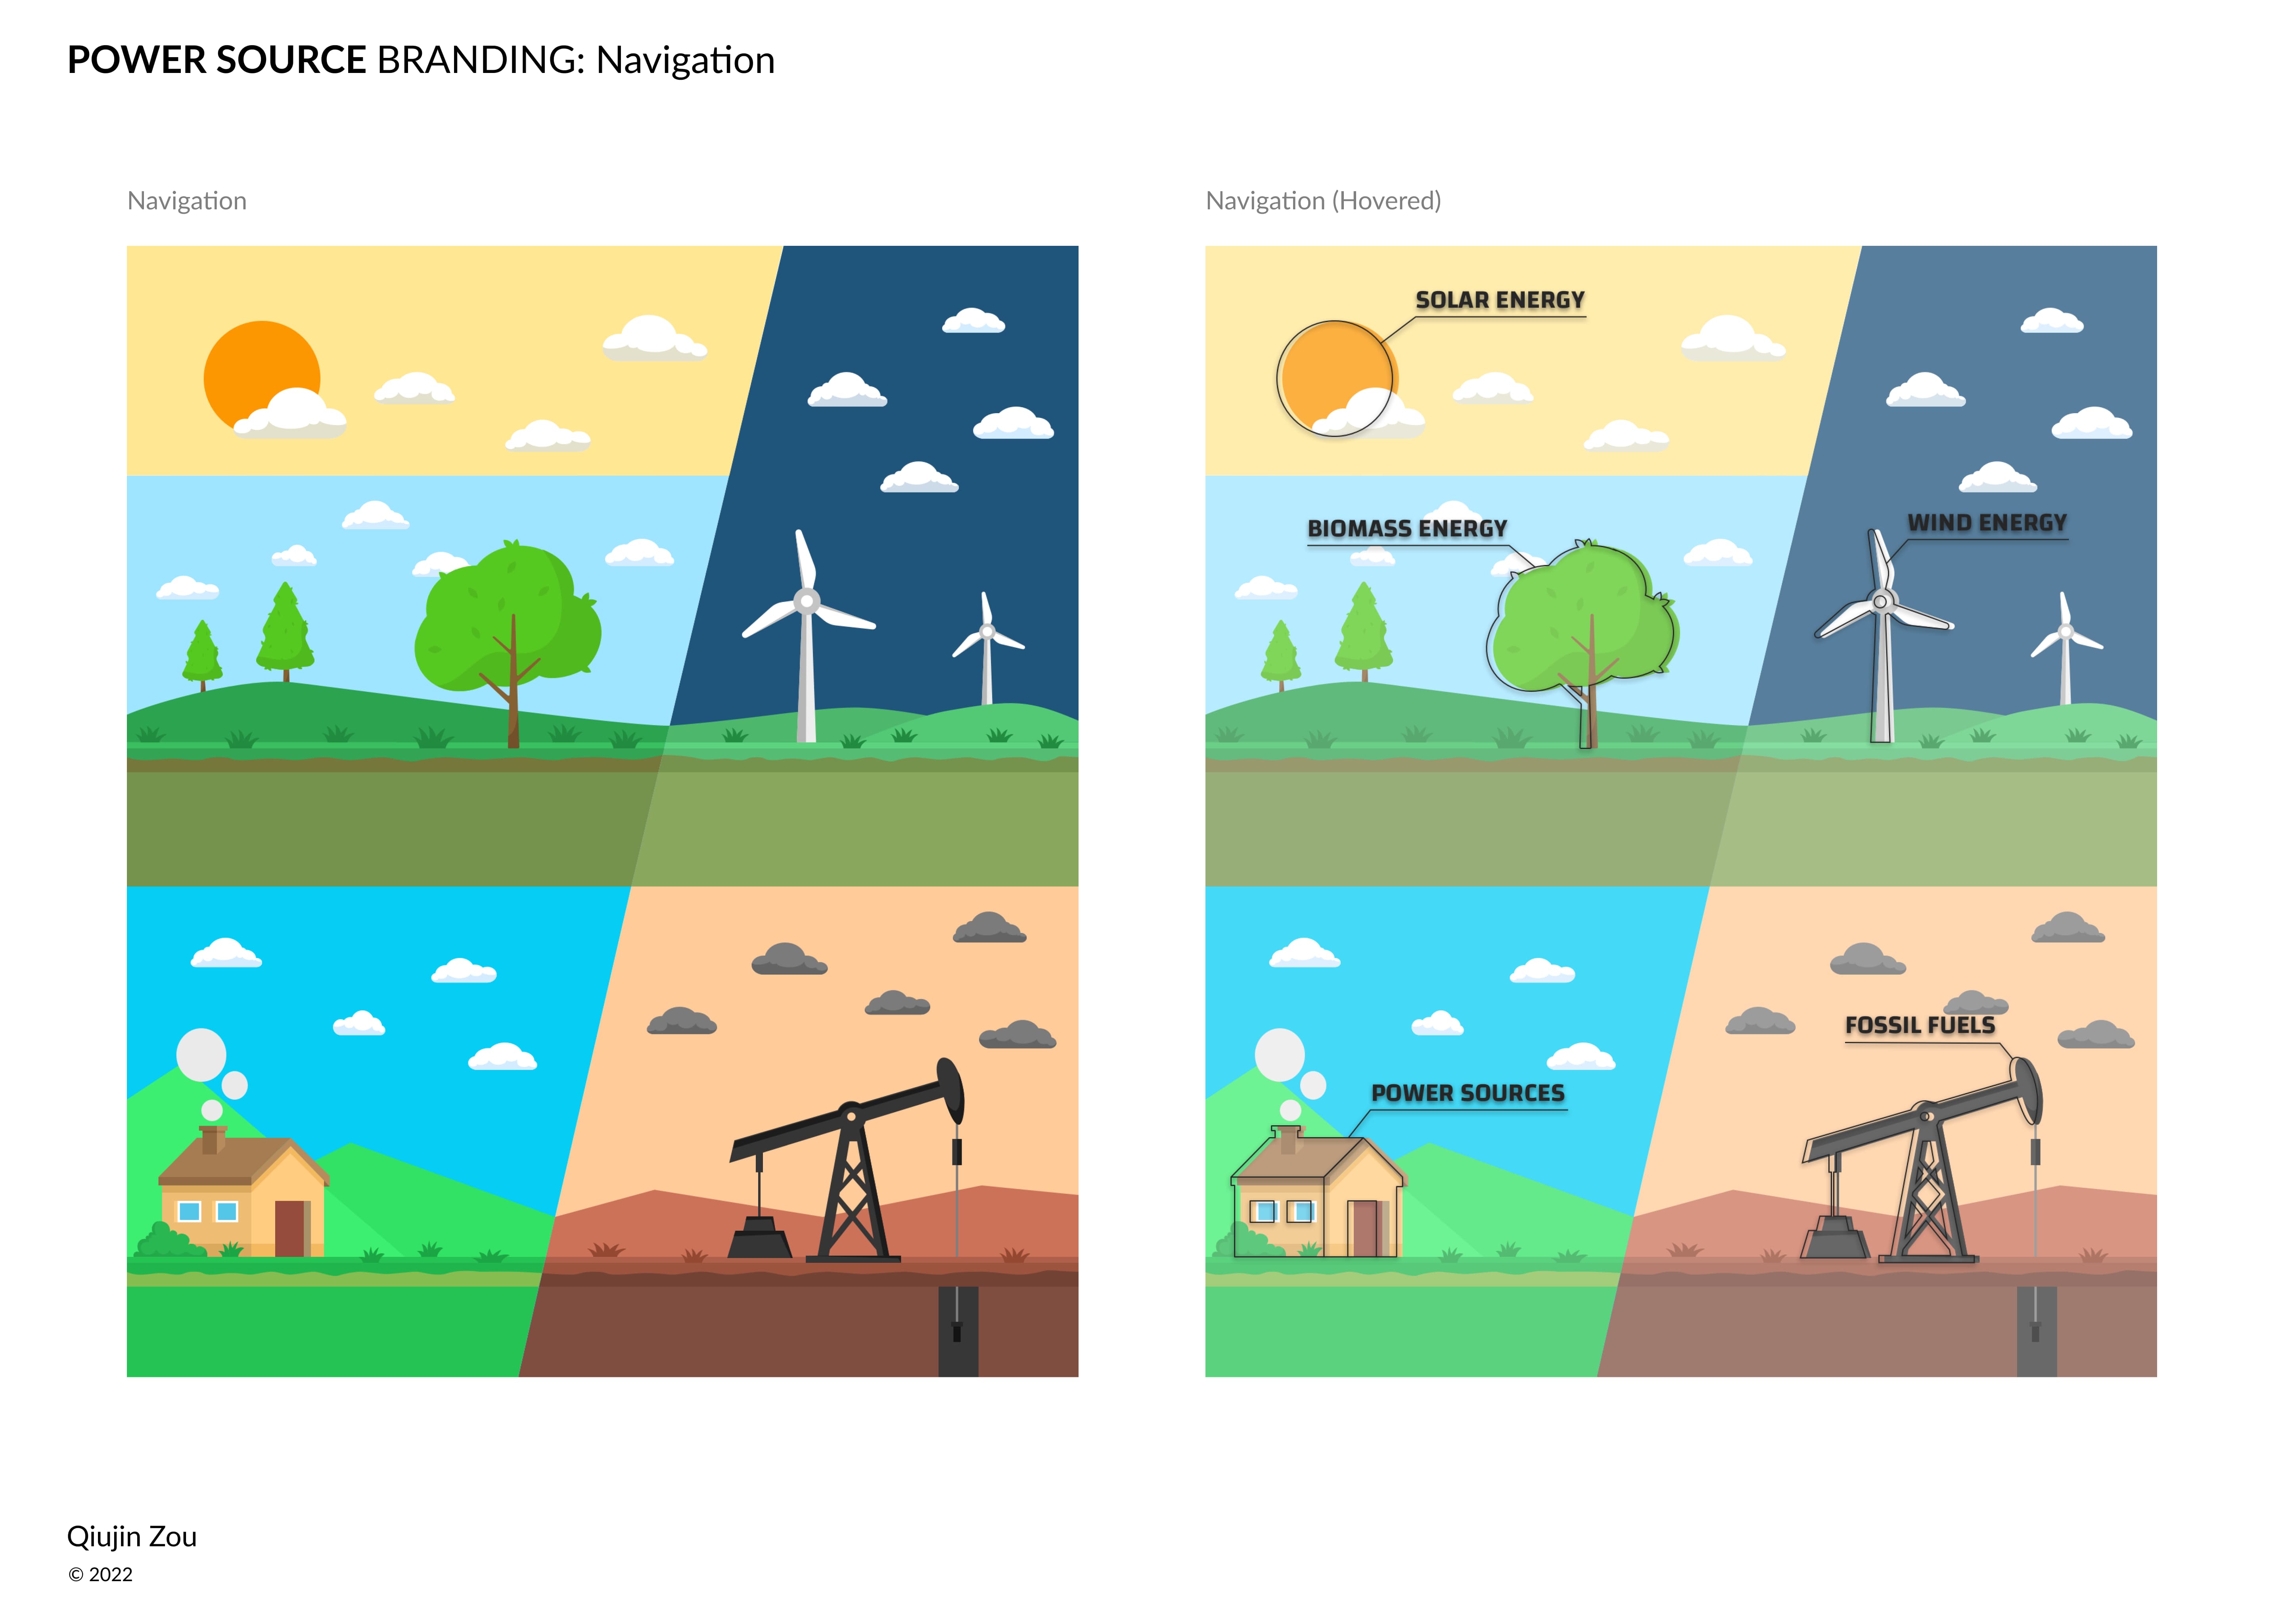 POWER SOURCE BRANDING: Navigation
Navigation
Navigation (Hovered)
SOLAR ENERGY
BIOMASS ENERGY
WIND ENERGY
FOSSIL FUELS
POWER SOURCES
Qiujin Zou
© 2022